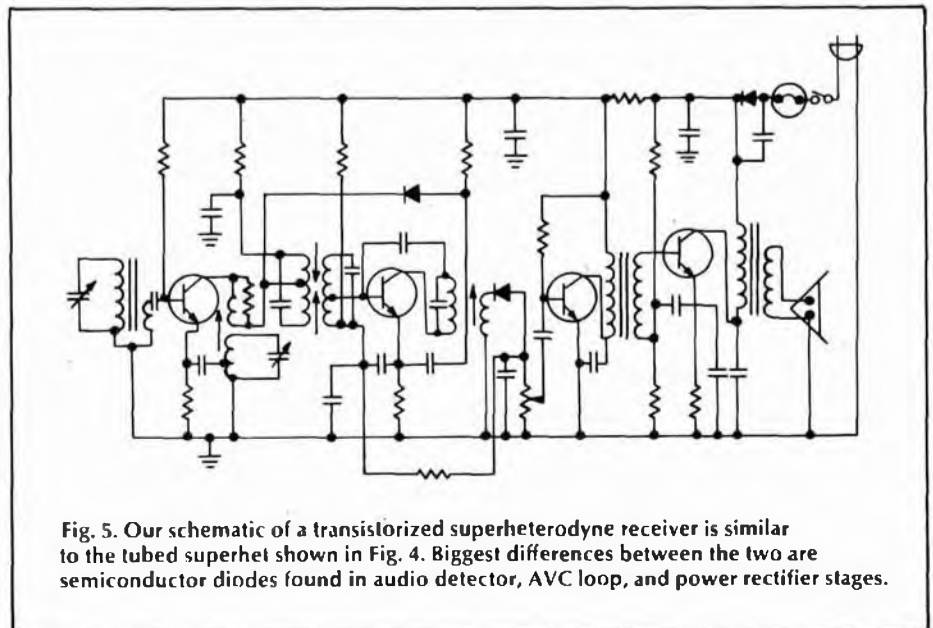 Fig. 5. Our schematic of a transistorized superheterodyne receiver is similar
to the tubed superhet shown in Fig. 4. Biggest differences between the two are
semiconductor diodes found in audio detector, AVC loop, and power rectifier stages.